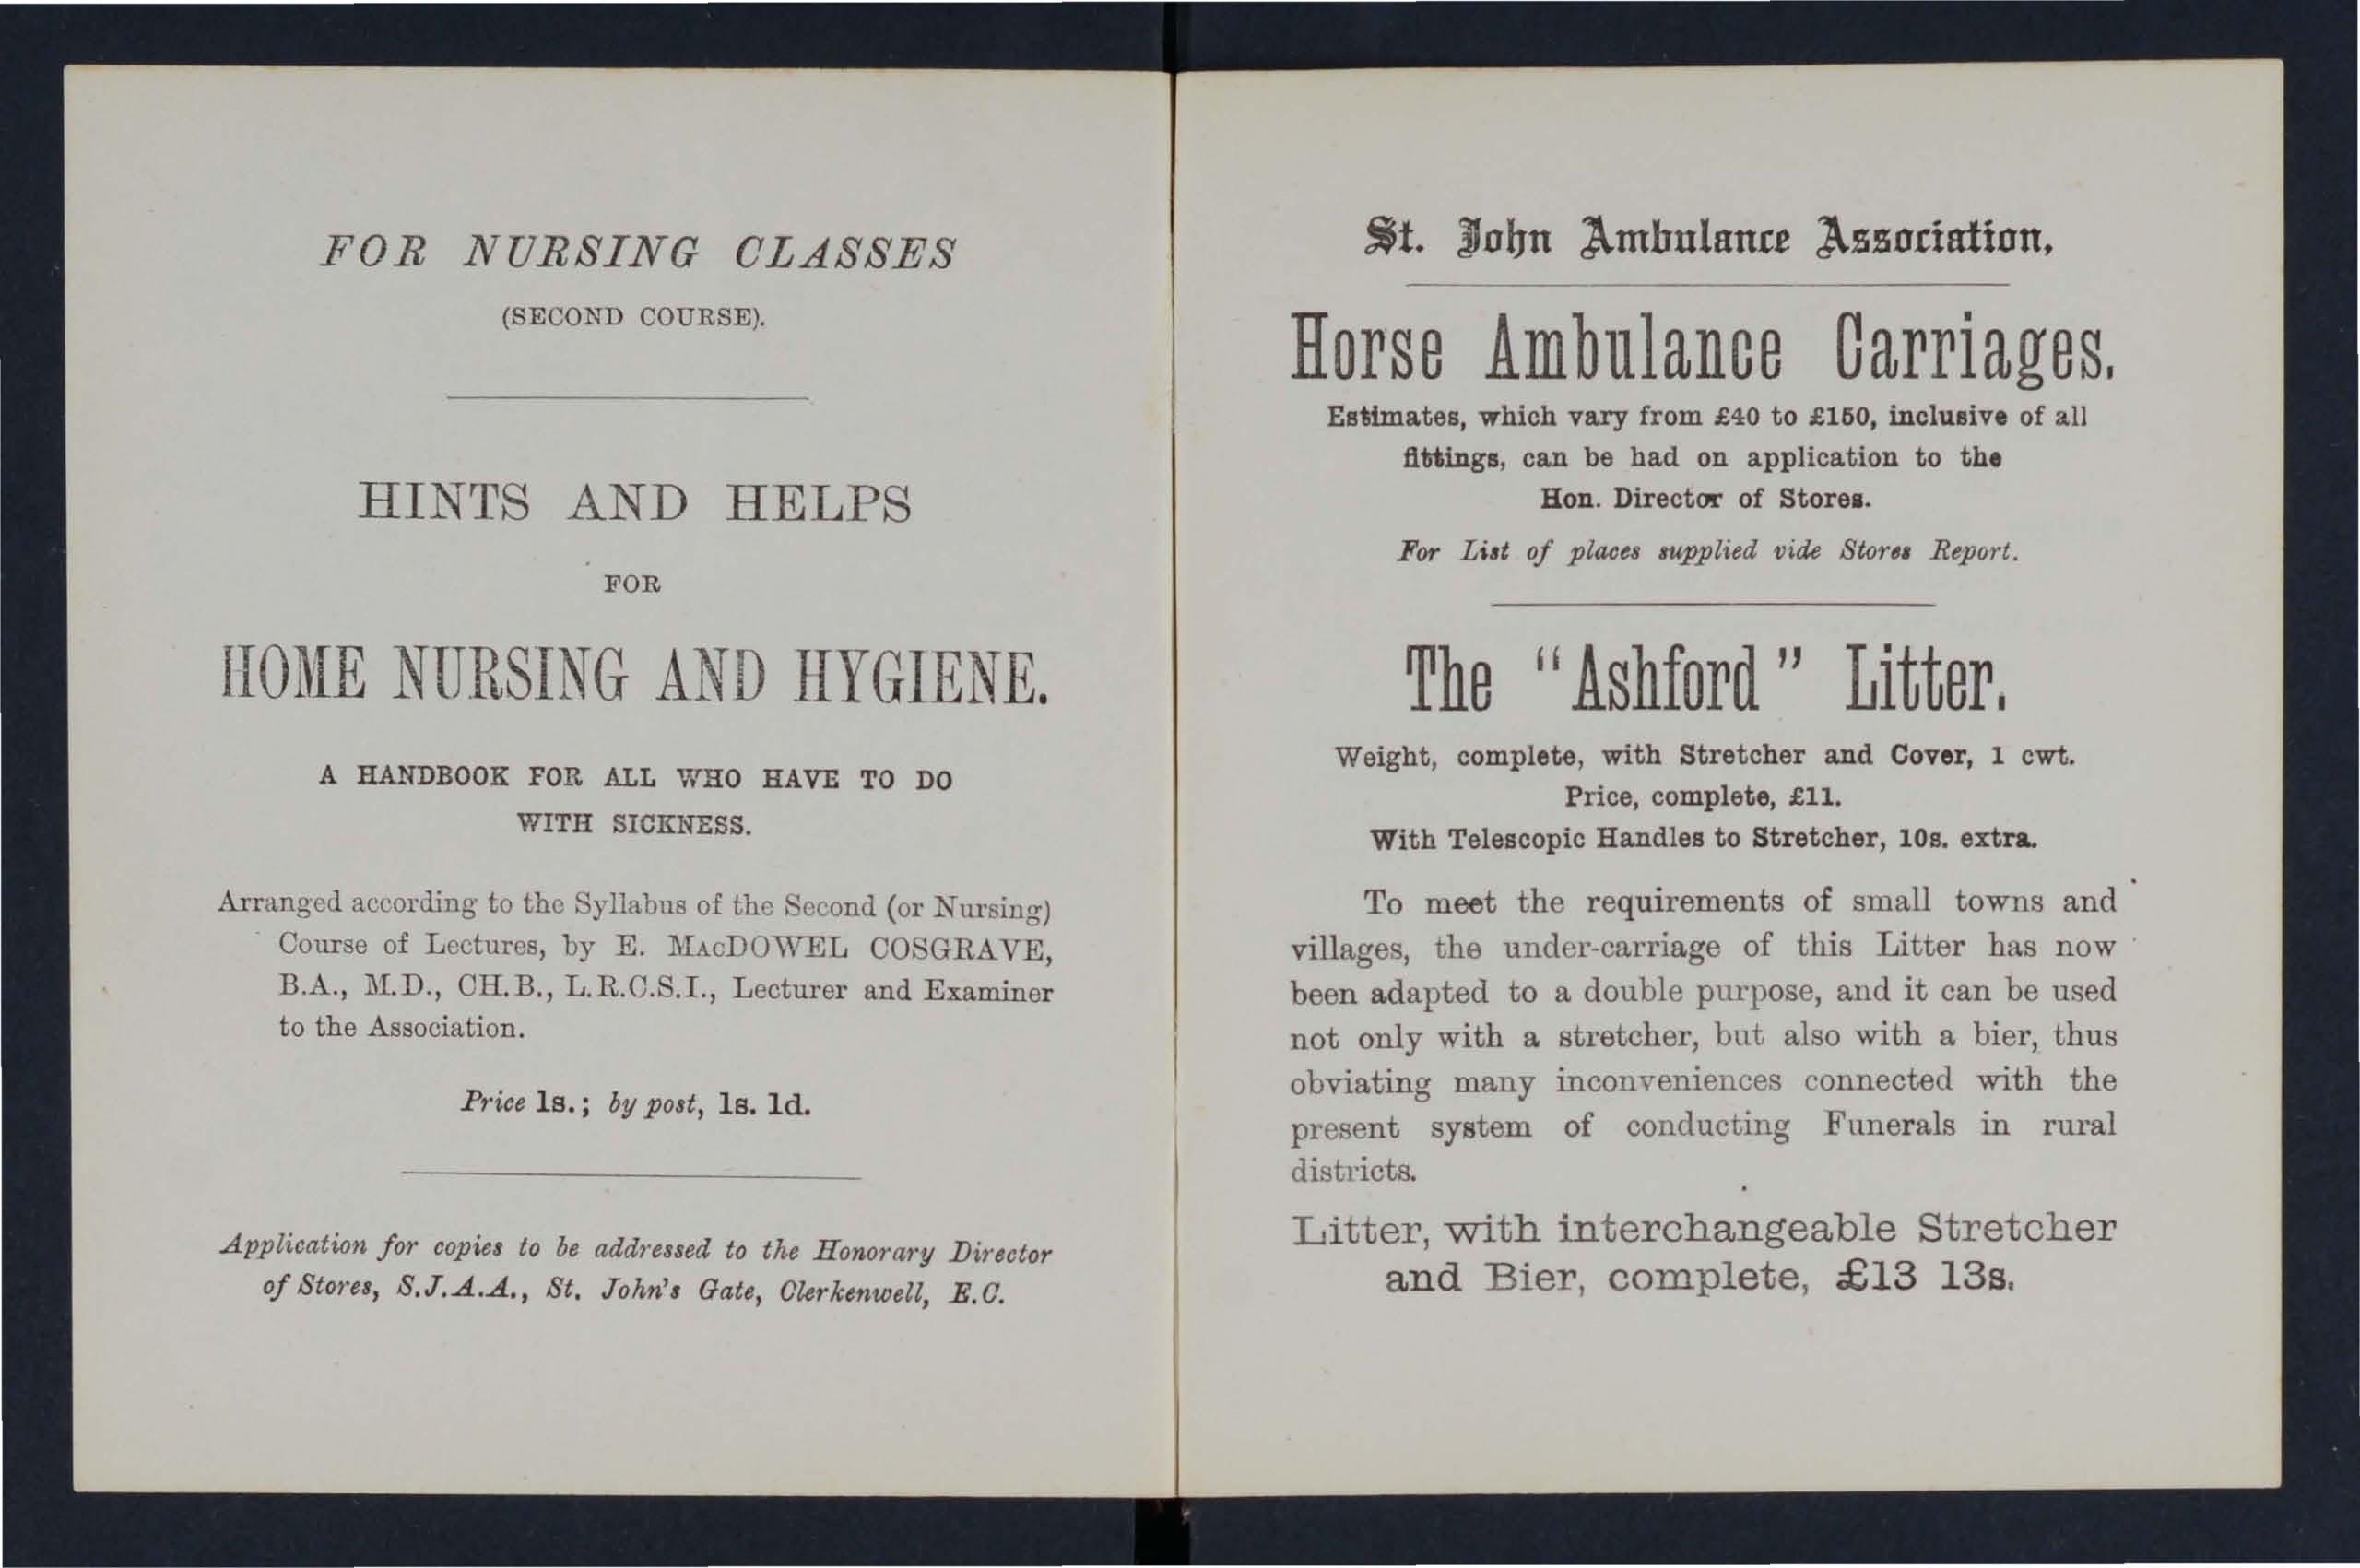 FOR NURSING CLASSES
(SECOND COURSE).
HINTS AND HELPS
FOR
HOME NURSING AND HYGIENE.
A HANDBOOK FOR ALL WHO HAVE TO DO
WITH SICKNESS.
Arranged according to the Syllabus of the Second (or Nursing)
Course of Lectures, by E. MACDOWEL COSGRAVE,
B.A., M.D., CH.B., L.R.C.S.I., Lecturer and Examiner
to the Association.
Price 1s.; by post, 1s. 1d.
Application for copies to be addressed to the Honorary Director
of Stores, S.J.A.A., St. John's Gate, Clerkenwell, E.C.
St. John Ambulance Association,
Horse Ambulance Carriages.
Estimates, which vary from £40 to £150, inclusive of all
fittings, can be had on application to the
Hon. Director of Stores.
For List of places supplied vide Stores Report.
The "Ashford" Litter.
Weight, complete, with Stretcher and Cover, 1 cwt.
Price, complete, £11.
With Telescopic Handles to Stretcher, 10s. extra.
To meet the requirements of small towns and
villages, the under-carriage of this Litter has now
been adapted to a double purpose, and it can be used
not only with a stretcher, but also with a bier, thus
obviating many inconveniences connected with the
present system of conducting Funerals in rural
districts.
Litter, with interchangeable Stretcher
and Bier, complete, £13 13s.